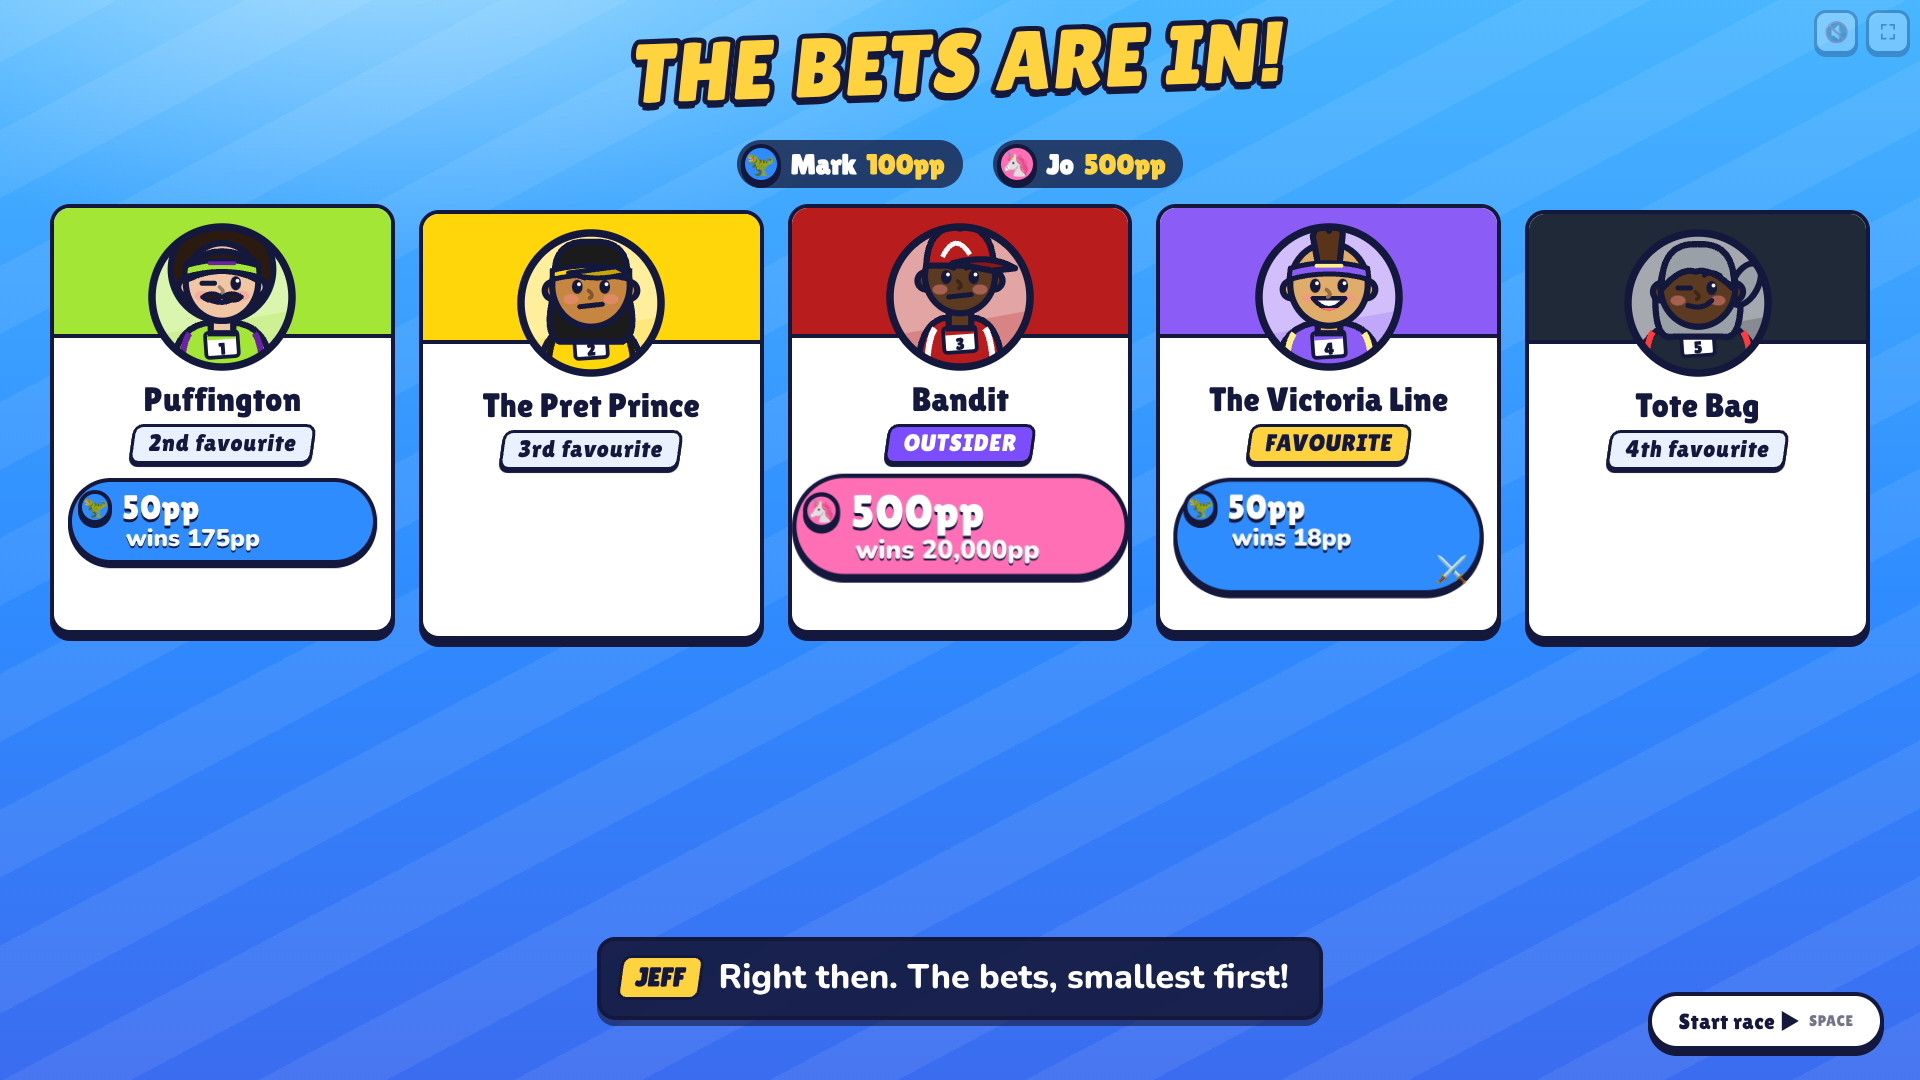 THE BETS ARE IN!
Mark 100pp
Jo 500pp
1
Puffington
2nd favourite
50pp
wins 175pp
2
The Pret Prince
3rd favourite
3
Bandit
OUTSIDER
500pp
wins 20,000pp
4
The Victoria Line
FAVOURITE
50pp
wins 18pp
5
Tote Bag
4th favourite
JEFF Right then. The bets, smallest first!
Start race SPACE